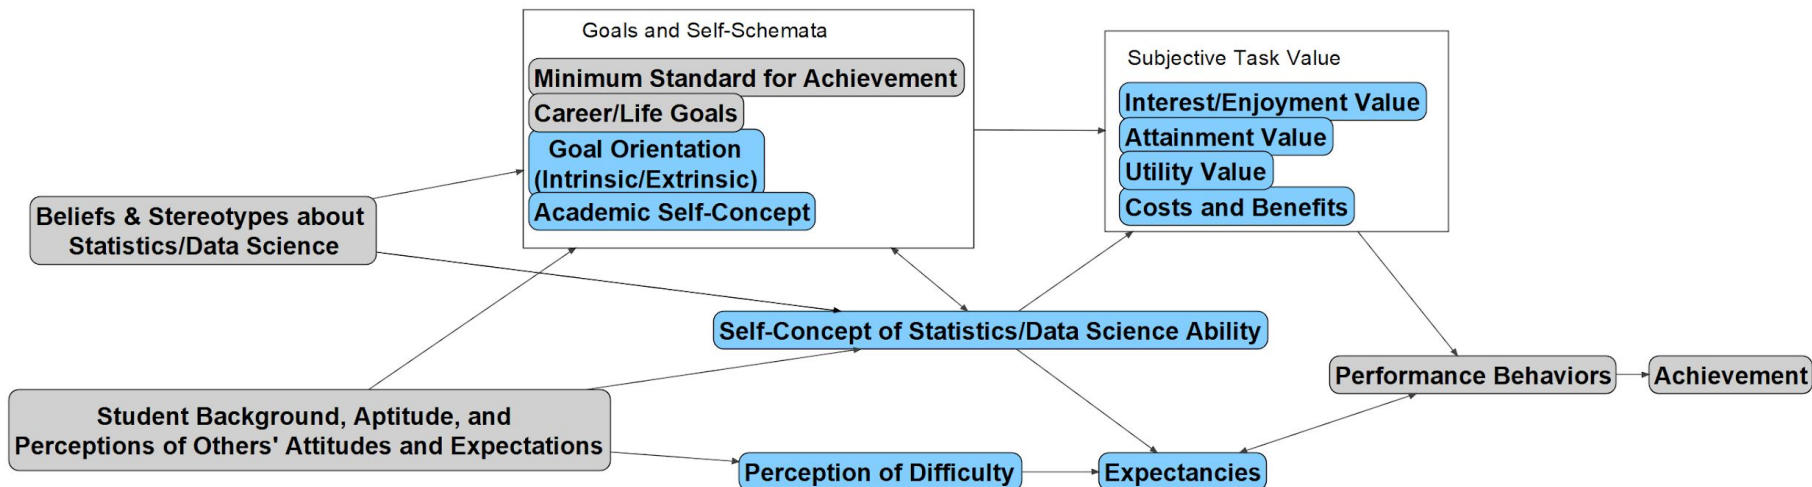 Goals and Self-Schemata
Minimum Standard for Achievement
Career/Life Goals
Goal Orientation
(Intrinsic/Extrinsic)
Academic Self-Concept
Subjective Task Value
Interest/Enjoyment Value
Attainment Value
Utility Value
Costs and Benefits
Beliefs & Stereotypes about
Statistics/Data Science
Self-Concept of Statistics/Data Science Ability
Performance Behaviors
Achievement
Student Background, Aptitude, and
Perceptions of Others' Attitudes and Expectations
Perception of Difficulty
Expectancies